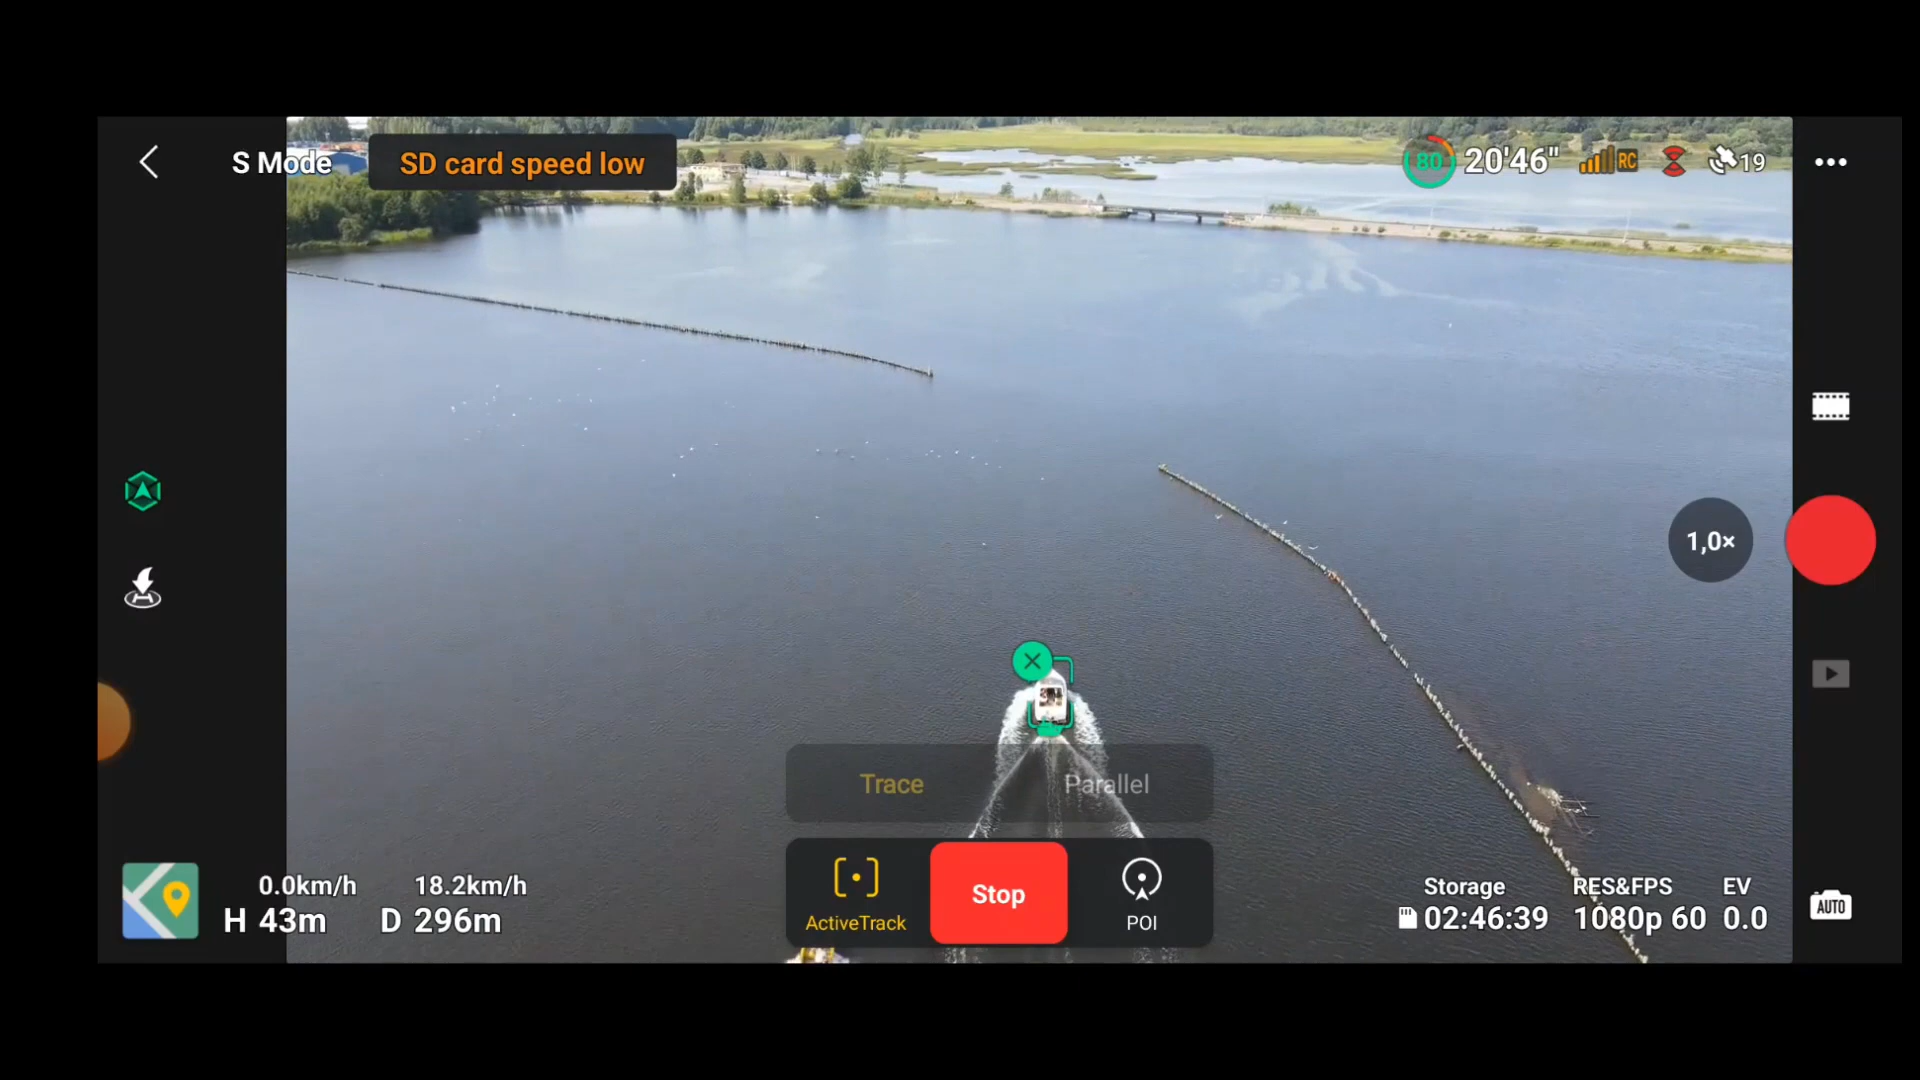 S Mode
SD card speed low
80
20'46"
RC
19
1,0×
Trace
Parallel
ActiveTrack
Stop
POI
0.0km/h
18.2km/h
H 43m
D 296m
Storage
02:46:39
RES&FPS
1080p 60
EV
0.0
AUTO